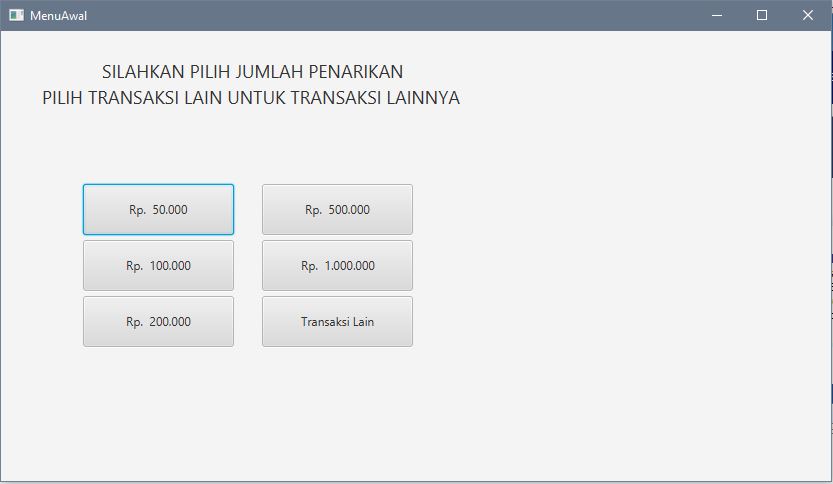 MenuAwal
SILAHKAN PILIH JUMLAH PENARIKAN
PILIH TRANSAKSI LAIN UNTUK TRANSAKSI LAINNYA
Rp. 50.000
Rp. 500.000
Rp. 100.000
Rp. 1.000.000
Rp. 200.000
Transaksi Lain